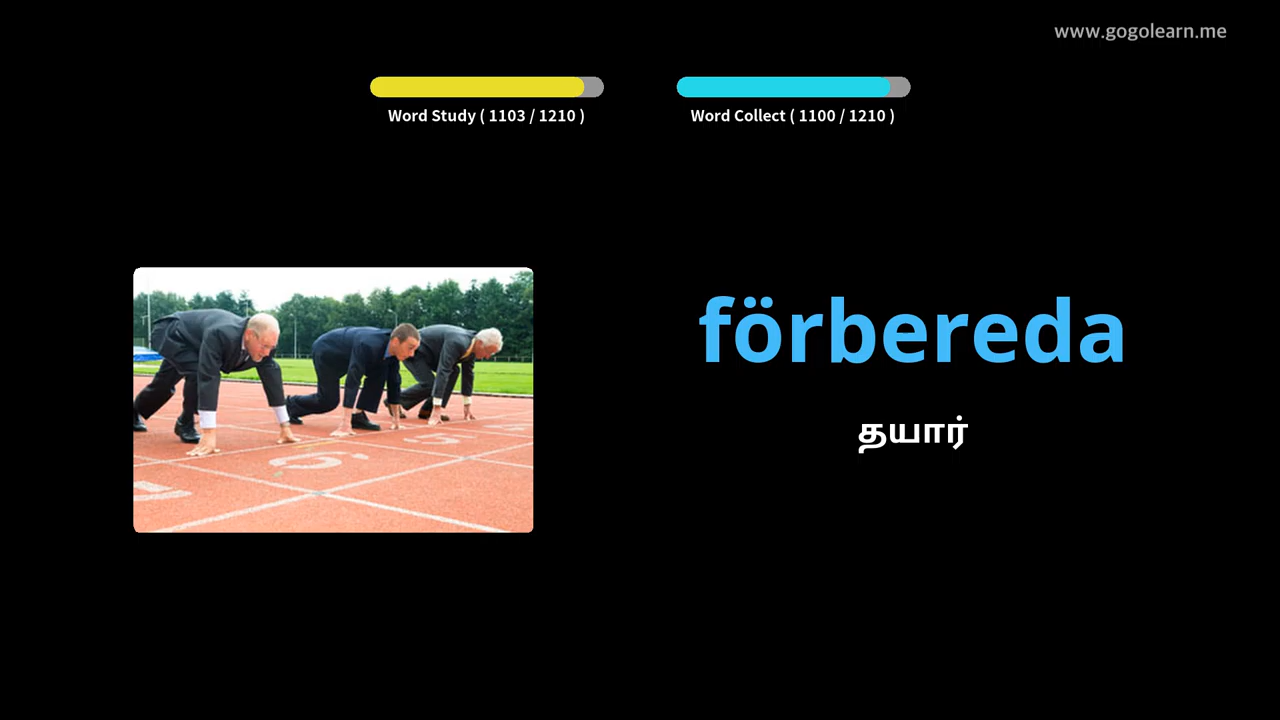 www.gogolearn.me
Word Study ( 1103 / 1210 )
Word Collect ( 1100 / 1210 )
förbereda
தயார்